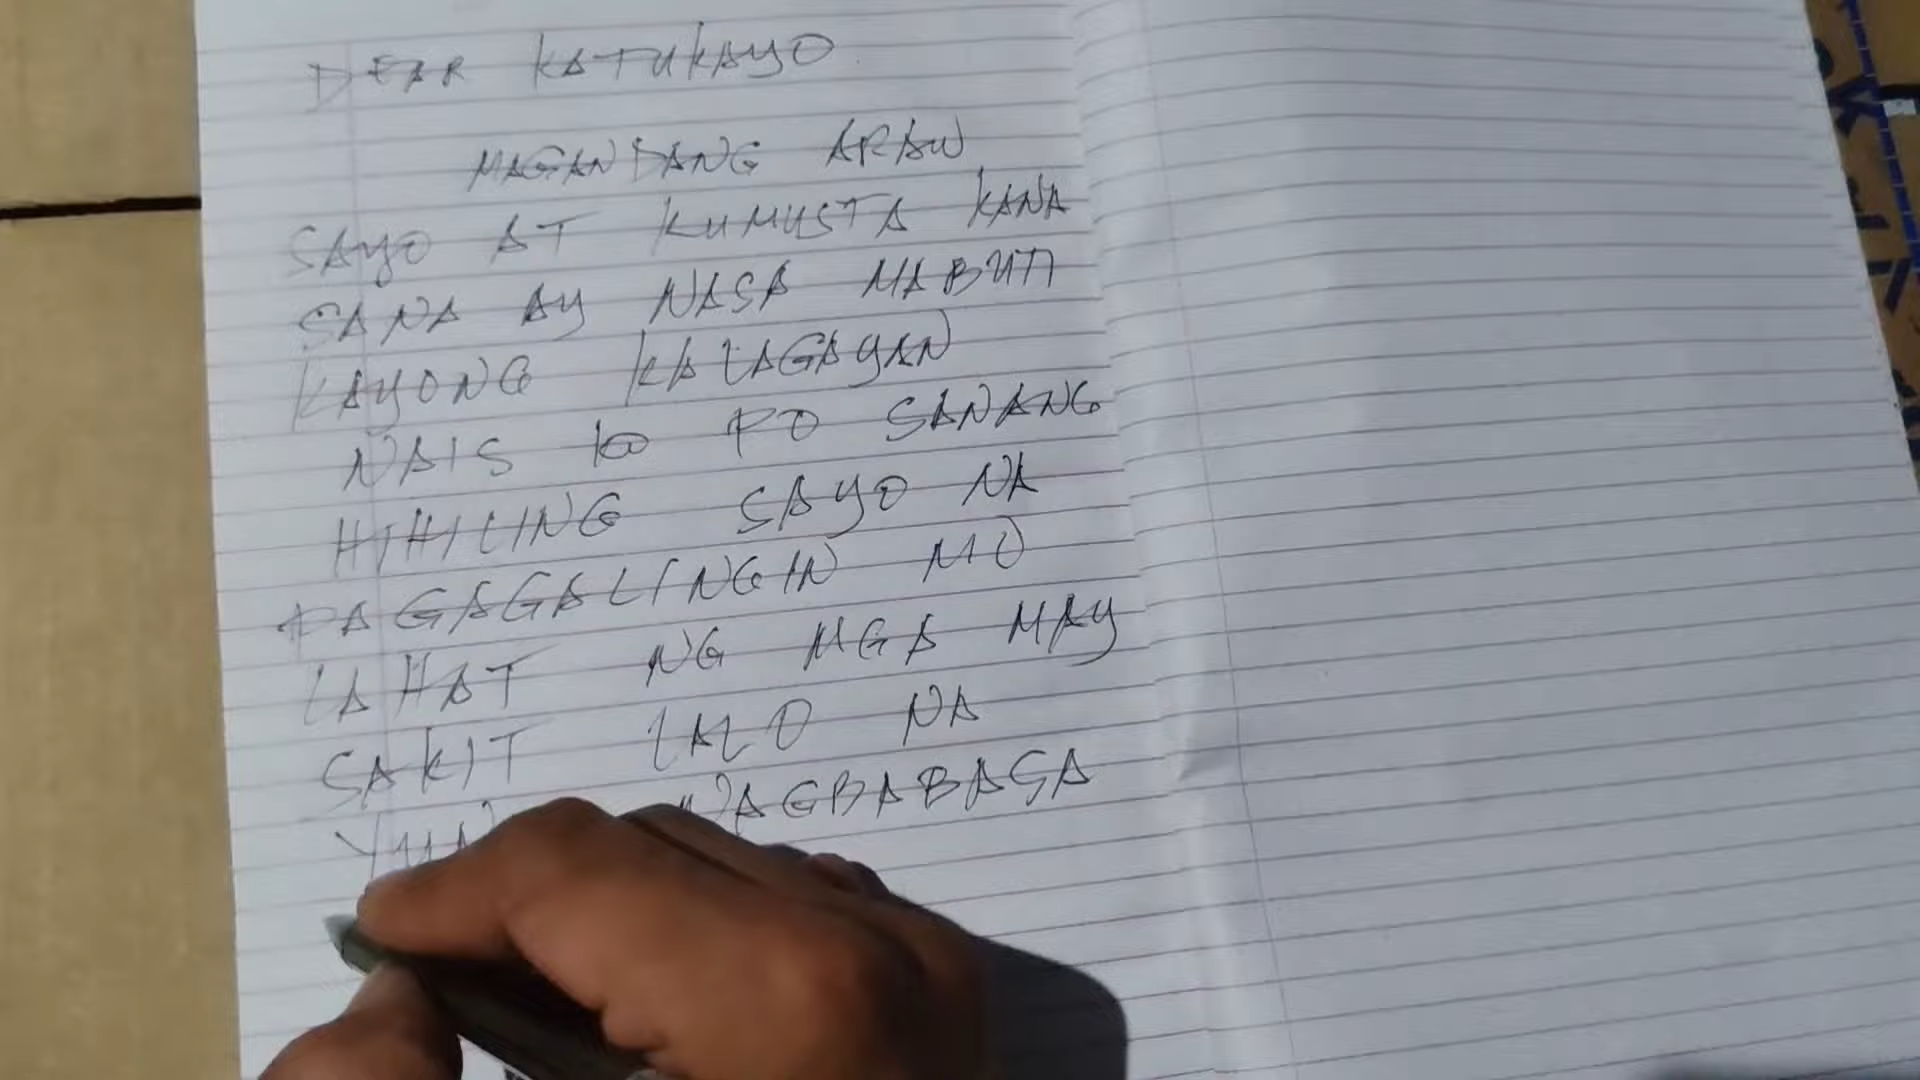 DEAR KATUKAYO
MAGANDANG ARAW
SAYO AT KUMUSTA KANA
SANA AY NASA MABUTI
KAYONG KALAGAYAN
NAIS ko PO SANANG
HIHILING SAYO NA
PAGAGALINGIN MO
LAHAT NG MGA MAY
SAKIT LALO NA
YUN NAGBABASA